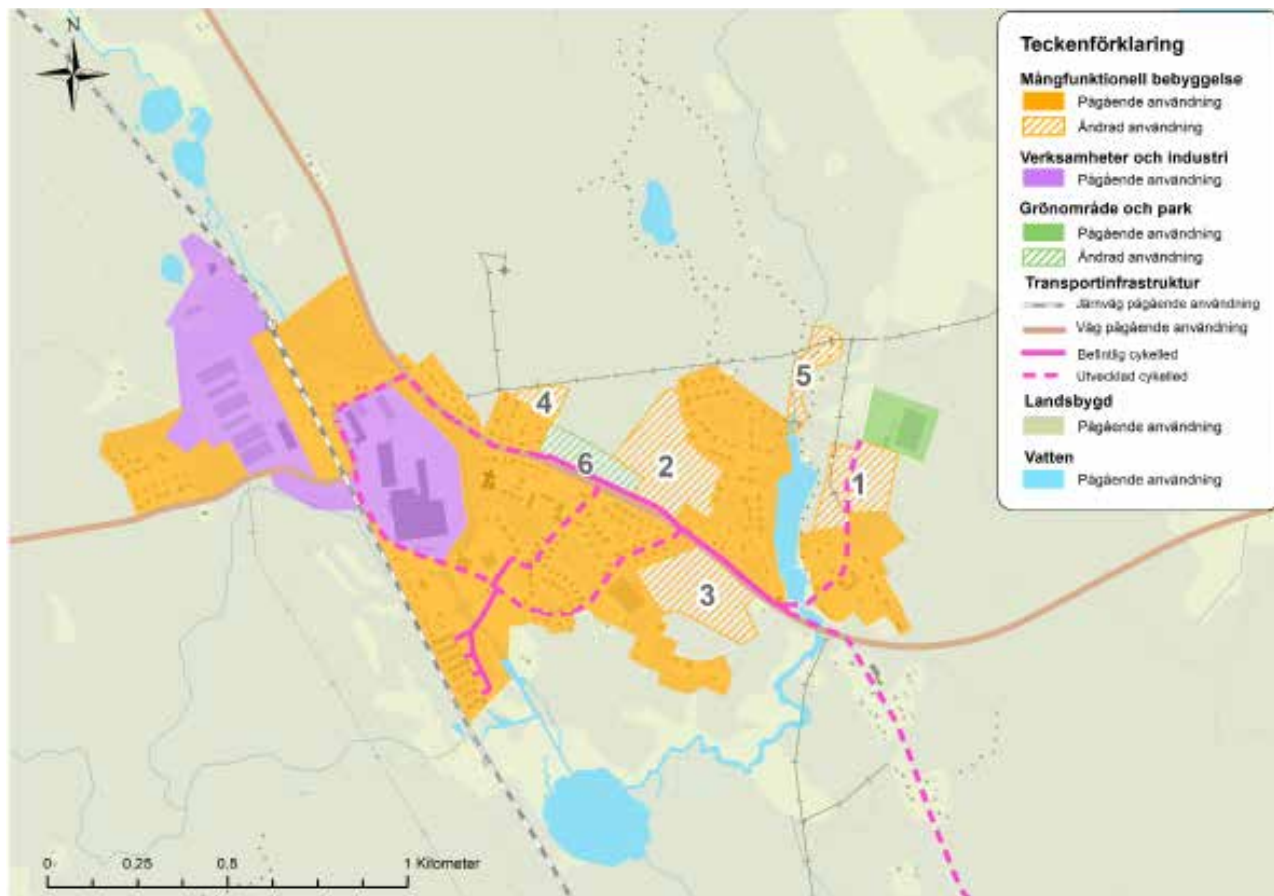 N
Teckenförklaring
Mångfunktionell bebyggelse
Pågående användning
Ändrad användning
Verksamheter och industri
Pågående användning
Grönområde och park
Pågående användning
Ändrad användning
Transportinfrastruktur
Järnväg pågående användning
Väg pågående användning
Befintlig cykelled
Utvecklad cykelled
Landsbygd
Pågående användning
Vatten
Pågående användning
5
4
6
2
1
3
0 0.25 0.5 1 Kilometer